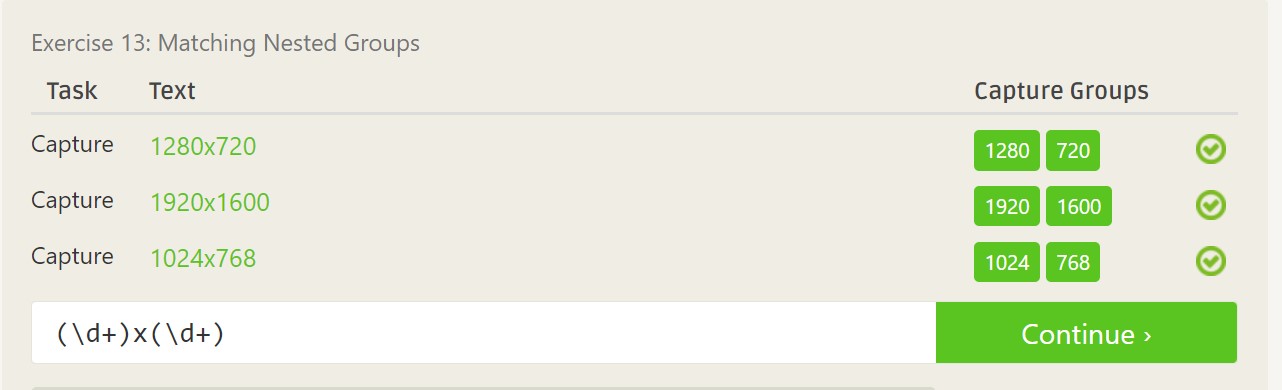 Exercise 13: Matching Nested Groups
Task Text Capture Groups
Capture 1280x720 1280 720
Capture 1920x1600 1920 1600
Capture 1024x768 1024 768
(\d+)x(\d+) Continue ›